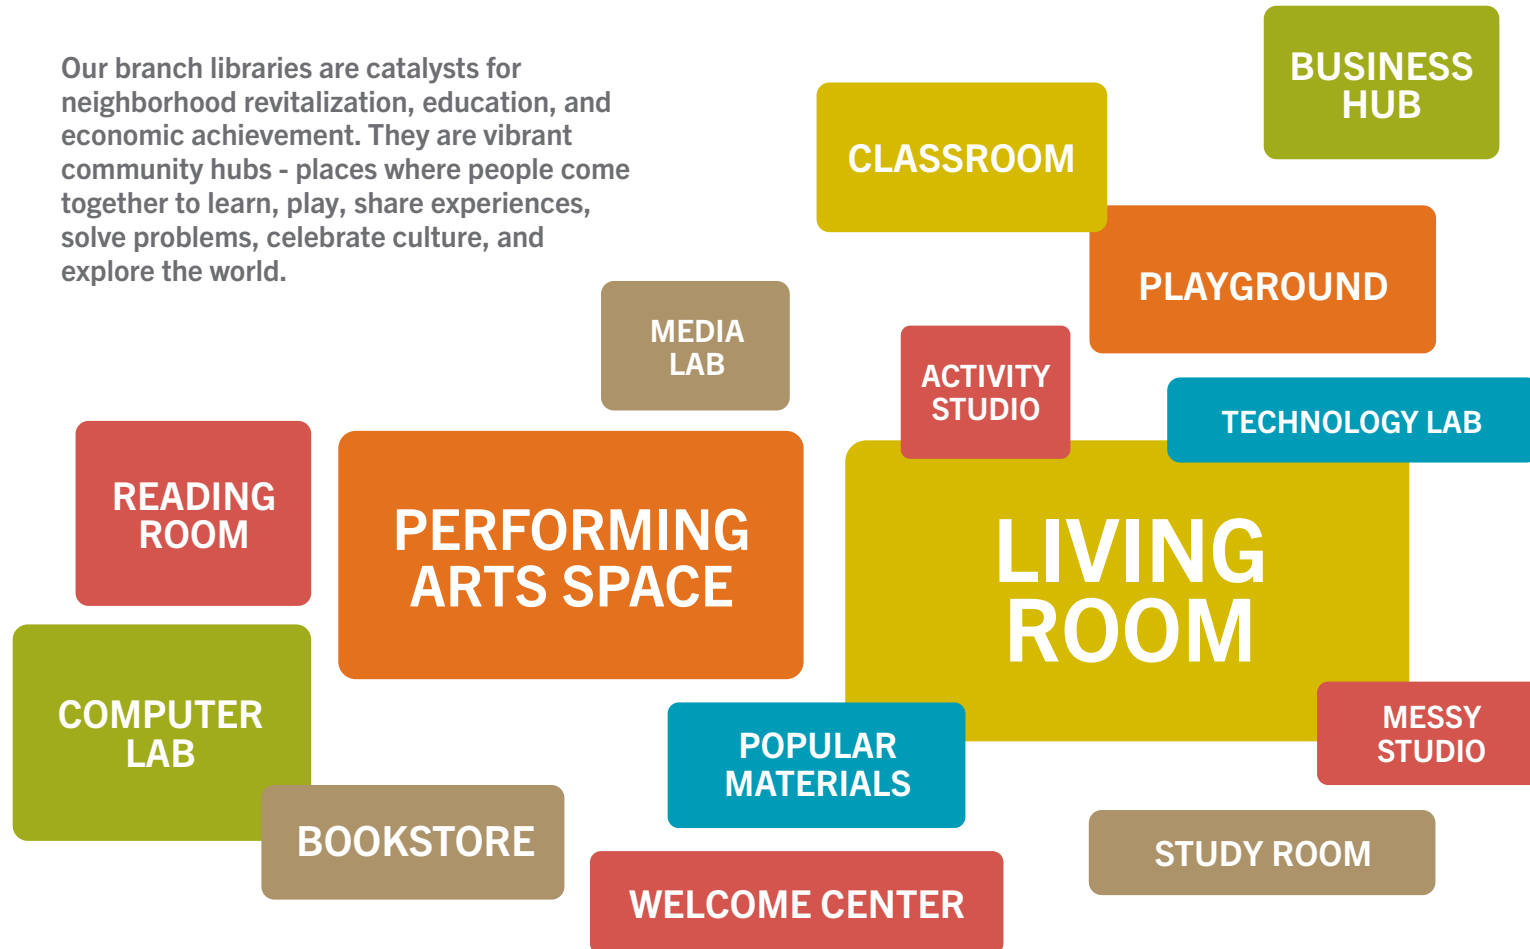 Our branch libraries are catalysts for
neighborhood revitalization, education, and
economic achievement. They are vibrant
community hubs - places where people come
together to learn, play, share experiences,
solve problems, celebrate culture, and
explore the world.
BUSINESS
HUB
CLASSROOM
PLAYGROUND
MEDIA
LAB
ACTIVITY
STUDIO
TECHNOLOGY LAB
READING
ROOM
PERFORMING
ARTS SPACE
LIVING
ROOM
COMPUTER
LAB
POPULAR
MATERIALS
MESSY
STUDIO
BOOKSTORE
STUDY ROOM
WELCOME CENTER